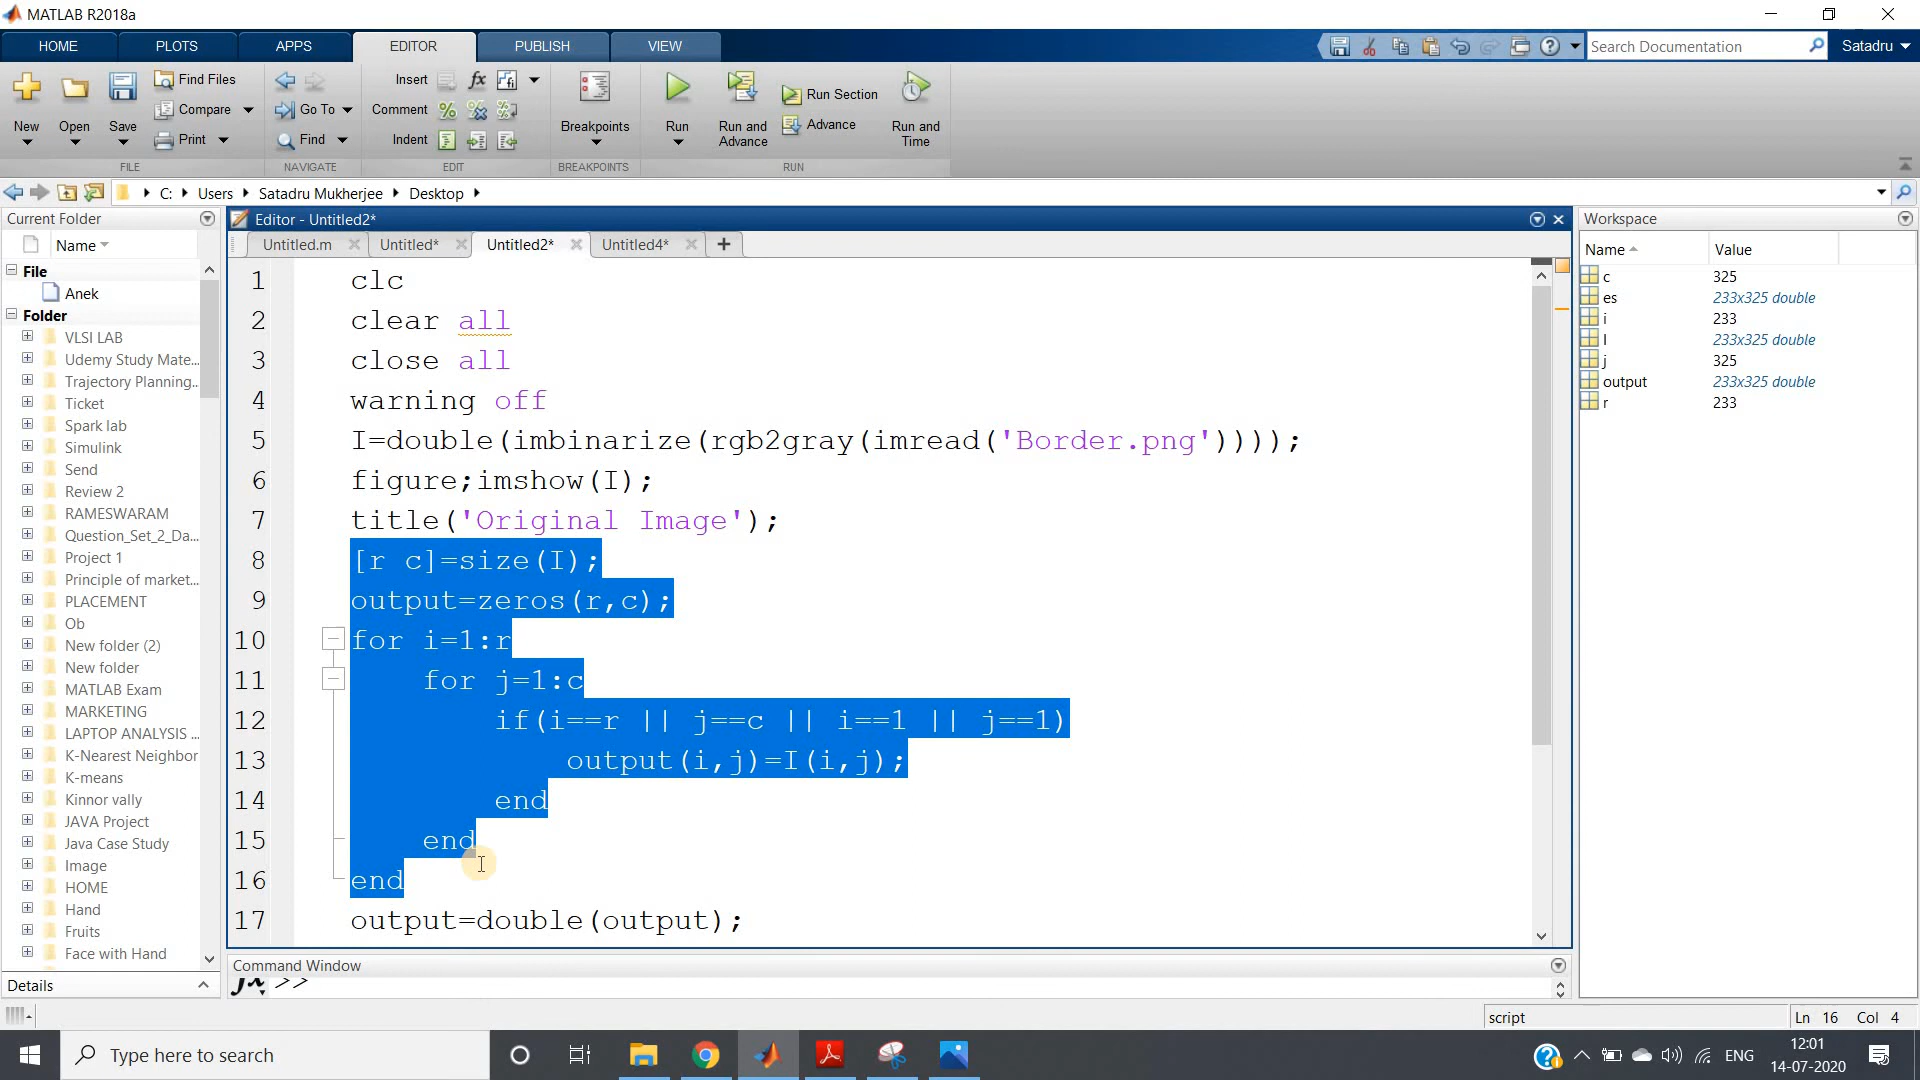 MATLAB R2018a
HOME PLOTS APPS EDITOR PUBLISH VIEW
Search Documentation
Satadru
New
Open
Save
Find Files
Compare
Print
Go To
Find
Insert
fx
Comment
Indent
Breakpoints
Run
Run and Advance
Run Section
Advance
Run and Time
FILE NAVIGATE EDIT BREAKPOINTS RUN
C: Users Satadru Mukherjee Desktop
Current Folder
Name
File
Anek
Folder
VLSI LAB
Udemy Study Mate...
Trajectory Planning...
Ticket
Spark lab
Simulink
Send
Review 2
RAMESWARAM
Question_Set_2_Da...
Project 1
Principle of market...
PLACEMENT
Ob
New folder (2)
New folder
MATLAB Exam
MARKETING
LAPTOP ANALYSIS ...
K-Nearest Neighbor
K-means
Kinnor vally
JAVA Project
Java Case Study
Image
HOME
Hand
Fruits
Face with Hand
Details
Editor - Untitled2*
Untitled.m Untitled* Untitled2* Untitled4*
1 clc
2 clear all
3 close all
4 warning off
5 I=double(imbinarize(rgb2gray(imread('Border.png'))));
6 figure;imshow(I);
7 title('Original Image');
8 [r c]=size(I);
9 output=zeros(r,c);
10 for i=1:r
11 for j=1:c
12 if(i==r || j==c || i==1 || j==1)
13 output(i,j)=I(i,j);
14 end
15 end
16 end
17 output=double(output);
Command Window
fx >>
Workspace
Name Value
c 325
es 233x325 double
i 233
I 233x325 double
j 325
output 233x325 double
r 233
script
Ln 16 Col 4
Type here to search
ENG
12:01
14-07-2020